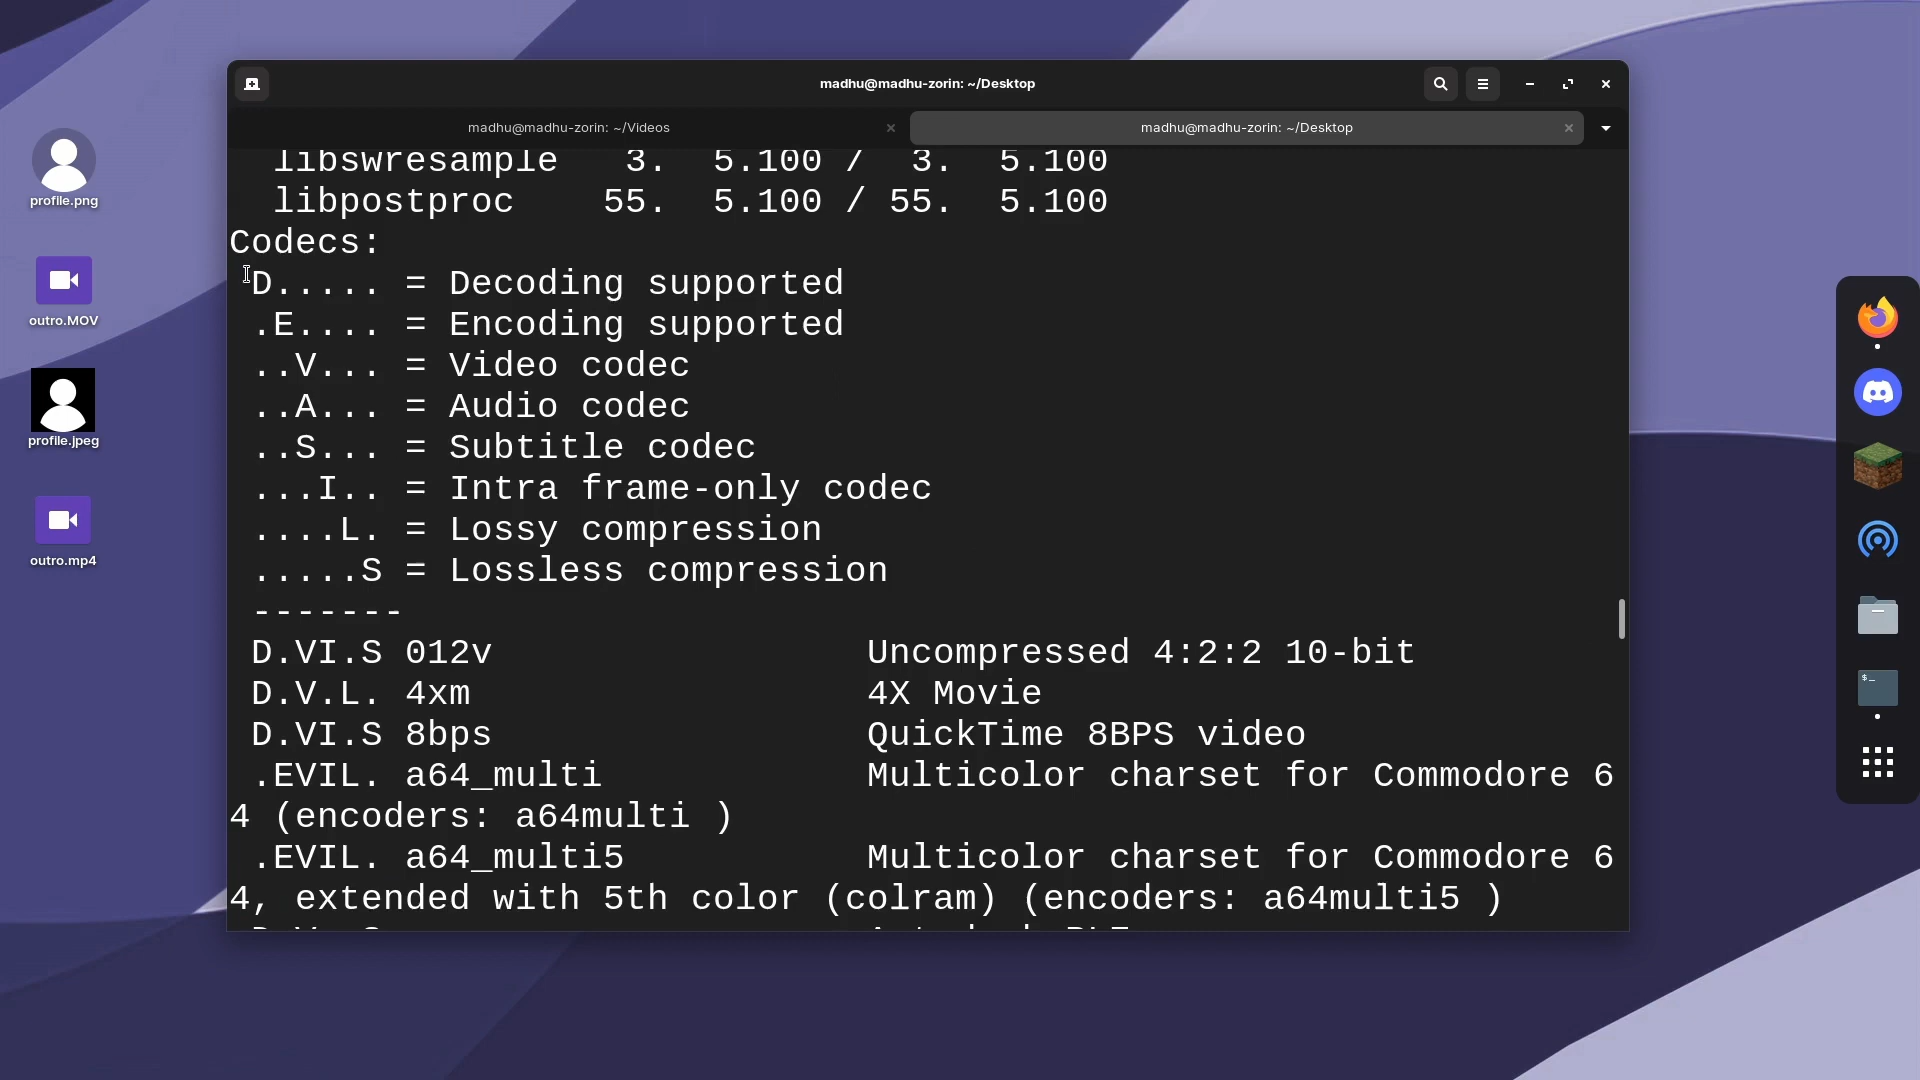 madhu@madhu-zorin: ~/Desktop
madhu@madhu-zorin: ~/Videos
madhu@madhu-zorin: ~/Desktop
libswresample   3.  5.100 /  3.  5.100
libpostproc    55.  5.100 / 55.  5.100
Codecs:
D..... = Decoding supported
.E.... = Encoding supported
..V... = Video codec
..A... = Audio codec
..S... = Subtitle codec
...I.. = Intra frame-only codec
....L. = Lossy compression
.....S = Lossless compression
-------
D.VI.S 012v                 Uncompressed 4:2:2 10-bit
D.V.L. 4xm                  4X Movie
D.VI.S 8bps                 QuickTime 8BPS video
.EVIL. a64_multi            Multicolor charset for Commodore 6
4 (encoders: a64multi )
.EVIL. a64_multi5           Multicolor charset for Commodore 6
4, extended with 5th color (colram) (encoders: a64multi5 )
profile.png
outro.MOV
profile.jpeg
outro.mp4
$_